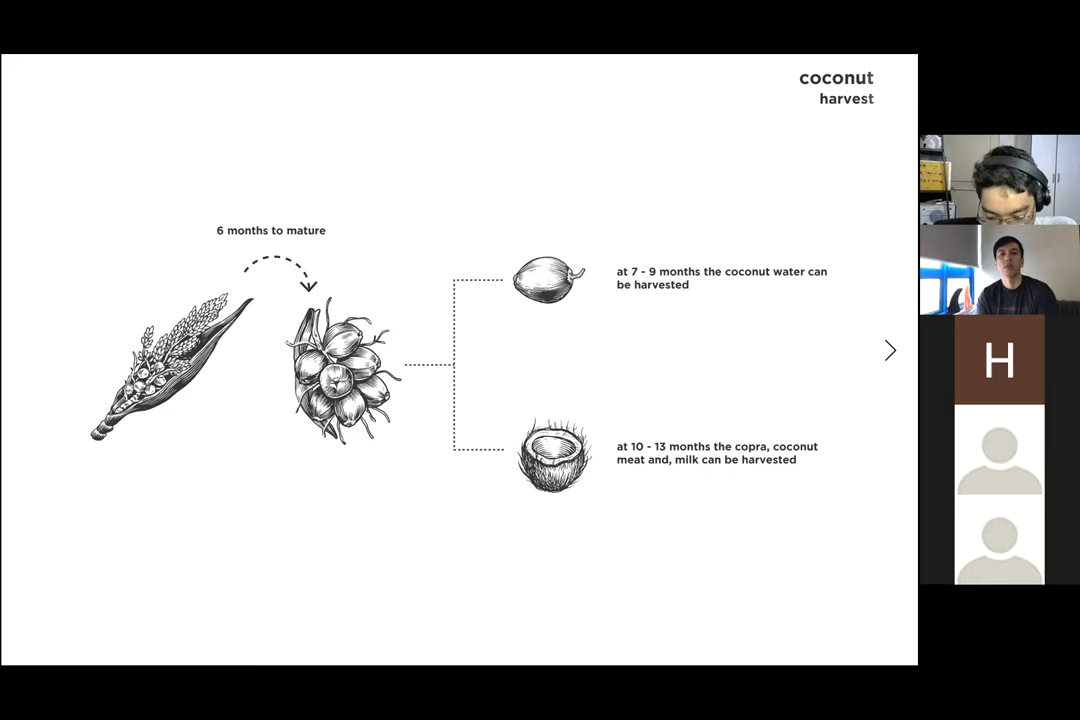 coconut
harvest
6 months to mature
at 7 - 9 months the coconut water can
be harvested
at 10 - 13 months the copra, coconut
meat and, milk can be harvested
H